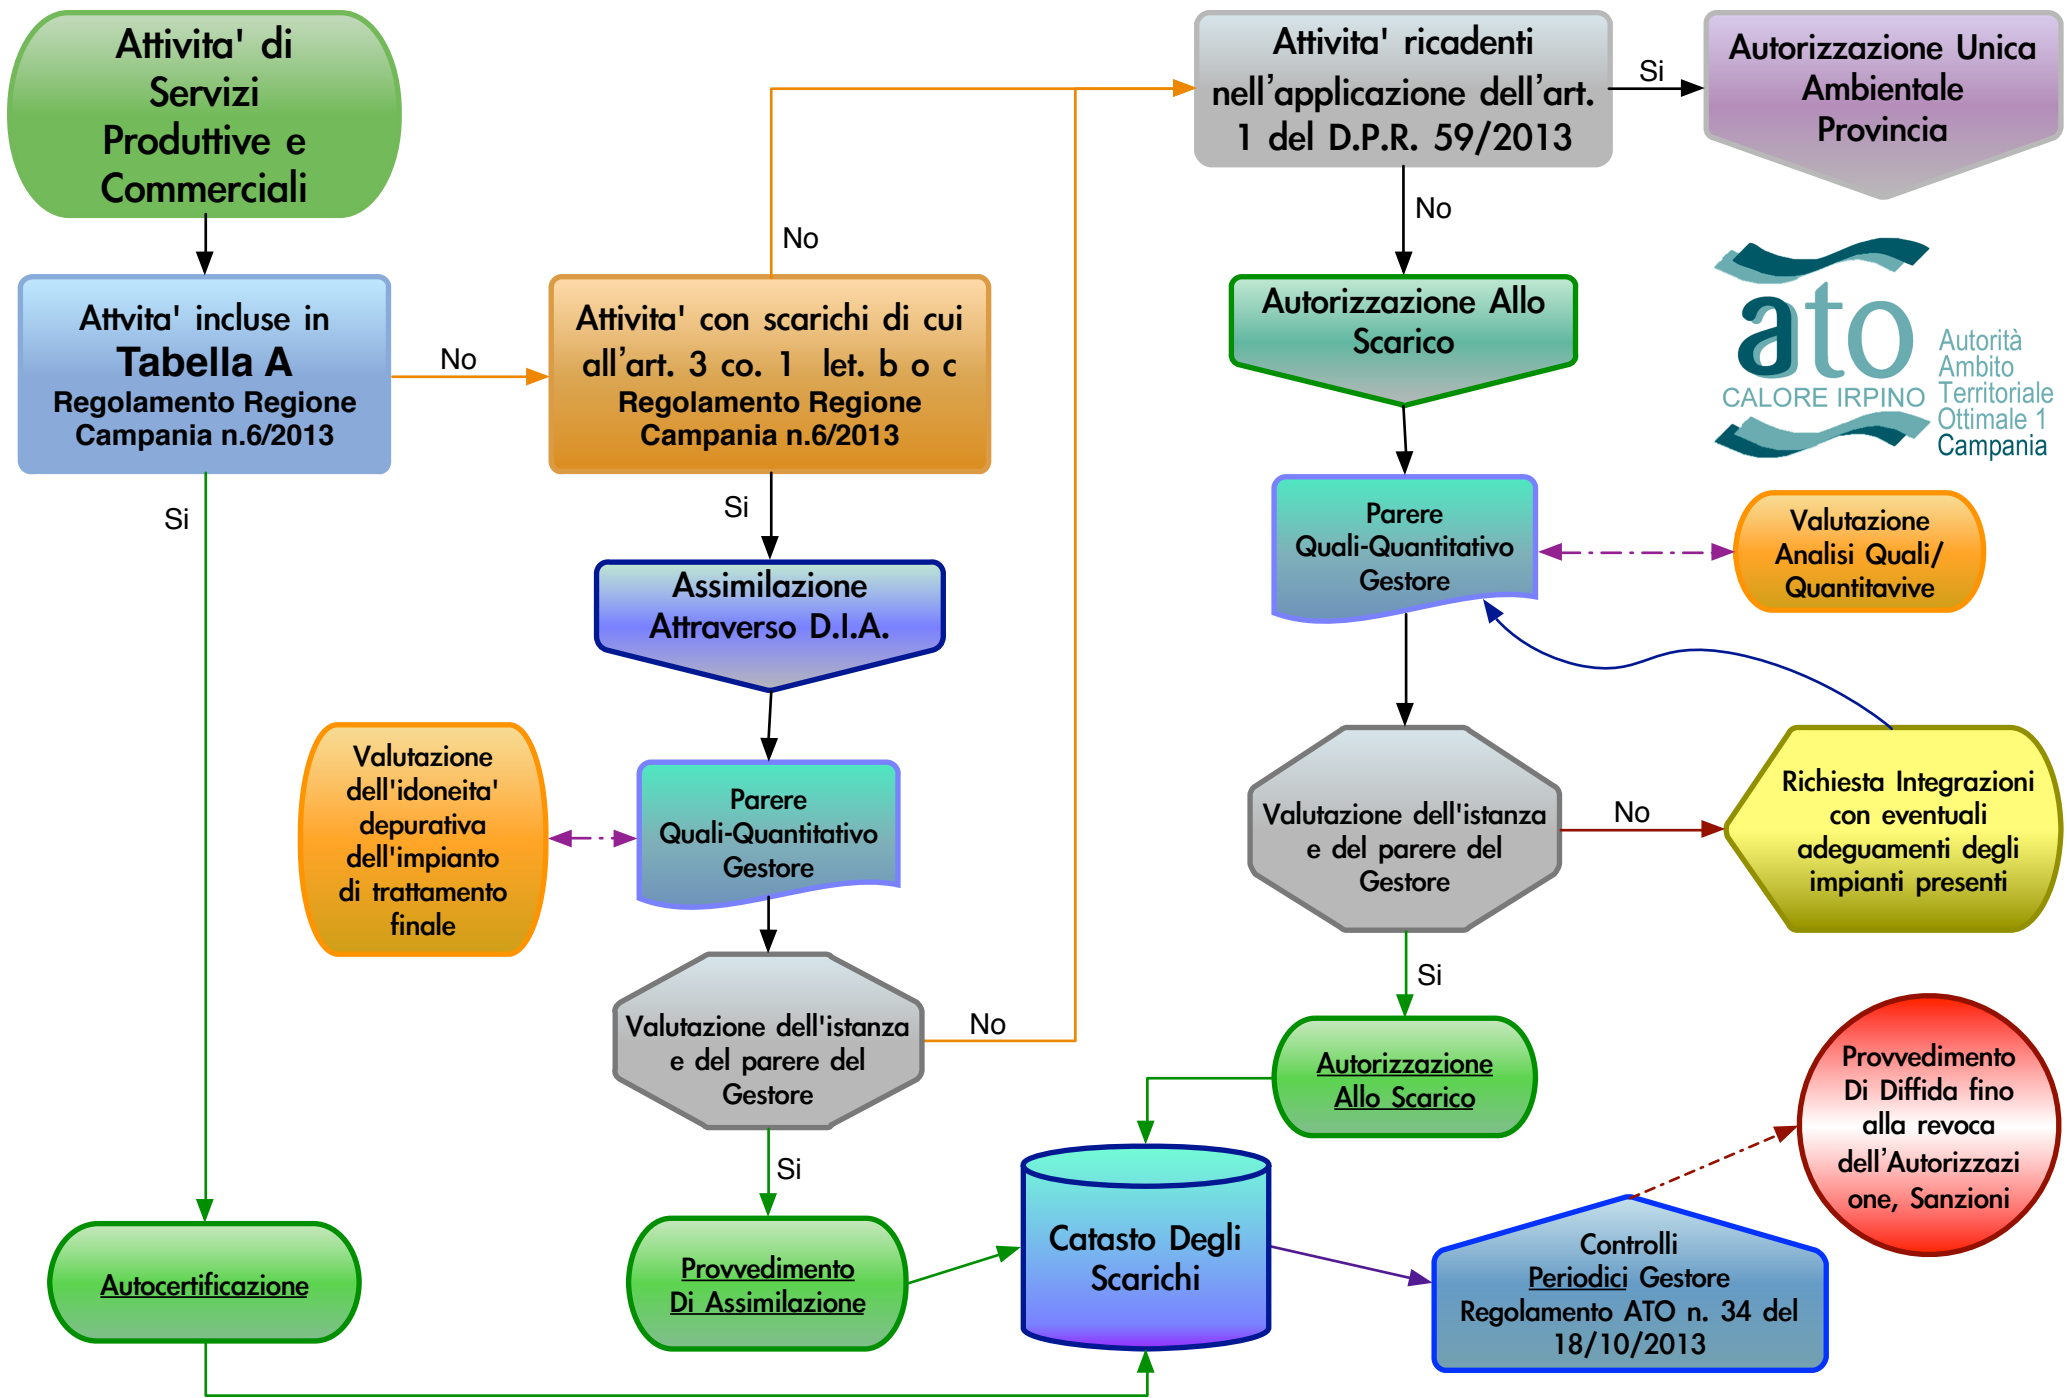 Attivita' di
Servizi
Produttive e
Commerciali
Attvita' incluse in
Tabella A
Regolamento Regione
Campania n.6/2013
No
Si
Attivita' con scarichi di cui
all'art. 3 co. 1 let. b o c
Regolamento Regione
Campania n.6/2013
No
Si
Assimilazione
Attraverso D.I.A.
Valutazione
dell'idoneita'
depurativa
dell'impianto
di trattamento
finale
Parere
Quali-Quantitativo
Gestore
Valutazione dell'istanza
e del parere del
Gestore
No
Si
Autocertificazione
Provvedimento
Di Assimilazione
Attivita' ricadenti
nell'applicazione dell'art.
1 del D.P.R. 59/2013
Si
Autorizzazione Unica
Ambientale
Provincia
No
Autorizzazione Allo
Scarico
ato
CALORE IRPINO
Autorità
Ambito
Territoriale
Ottimale 1
Campania
Parere
Quali-Quantitativo
Gestore
Valutazione
Analisi Quali/
Quantitavive
Valutazione dell'istanza
e del parere del
Gestore
No
Richiesta Integrazioni
con eventuali
adeguamenti degli
impianti presenti
Si
Autorizzazione
Allo Scarico
Catasto Degli
Scarichi
Controlli
Periodici Gestore
Regolamento ATO n. 34 del
18/10/2013
Provvedimento
Di Diffida fino
alla revoca
dell'Autorizzazi
one, Sanzioni